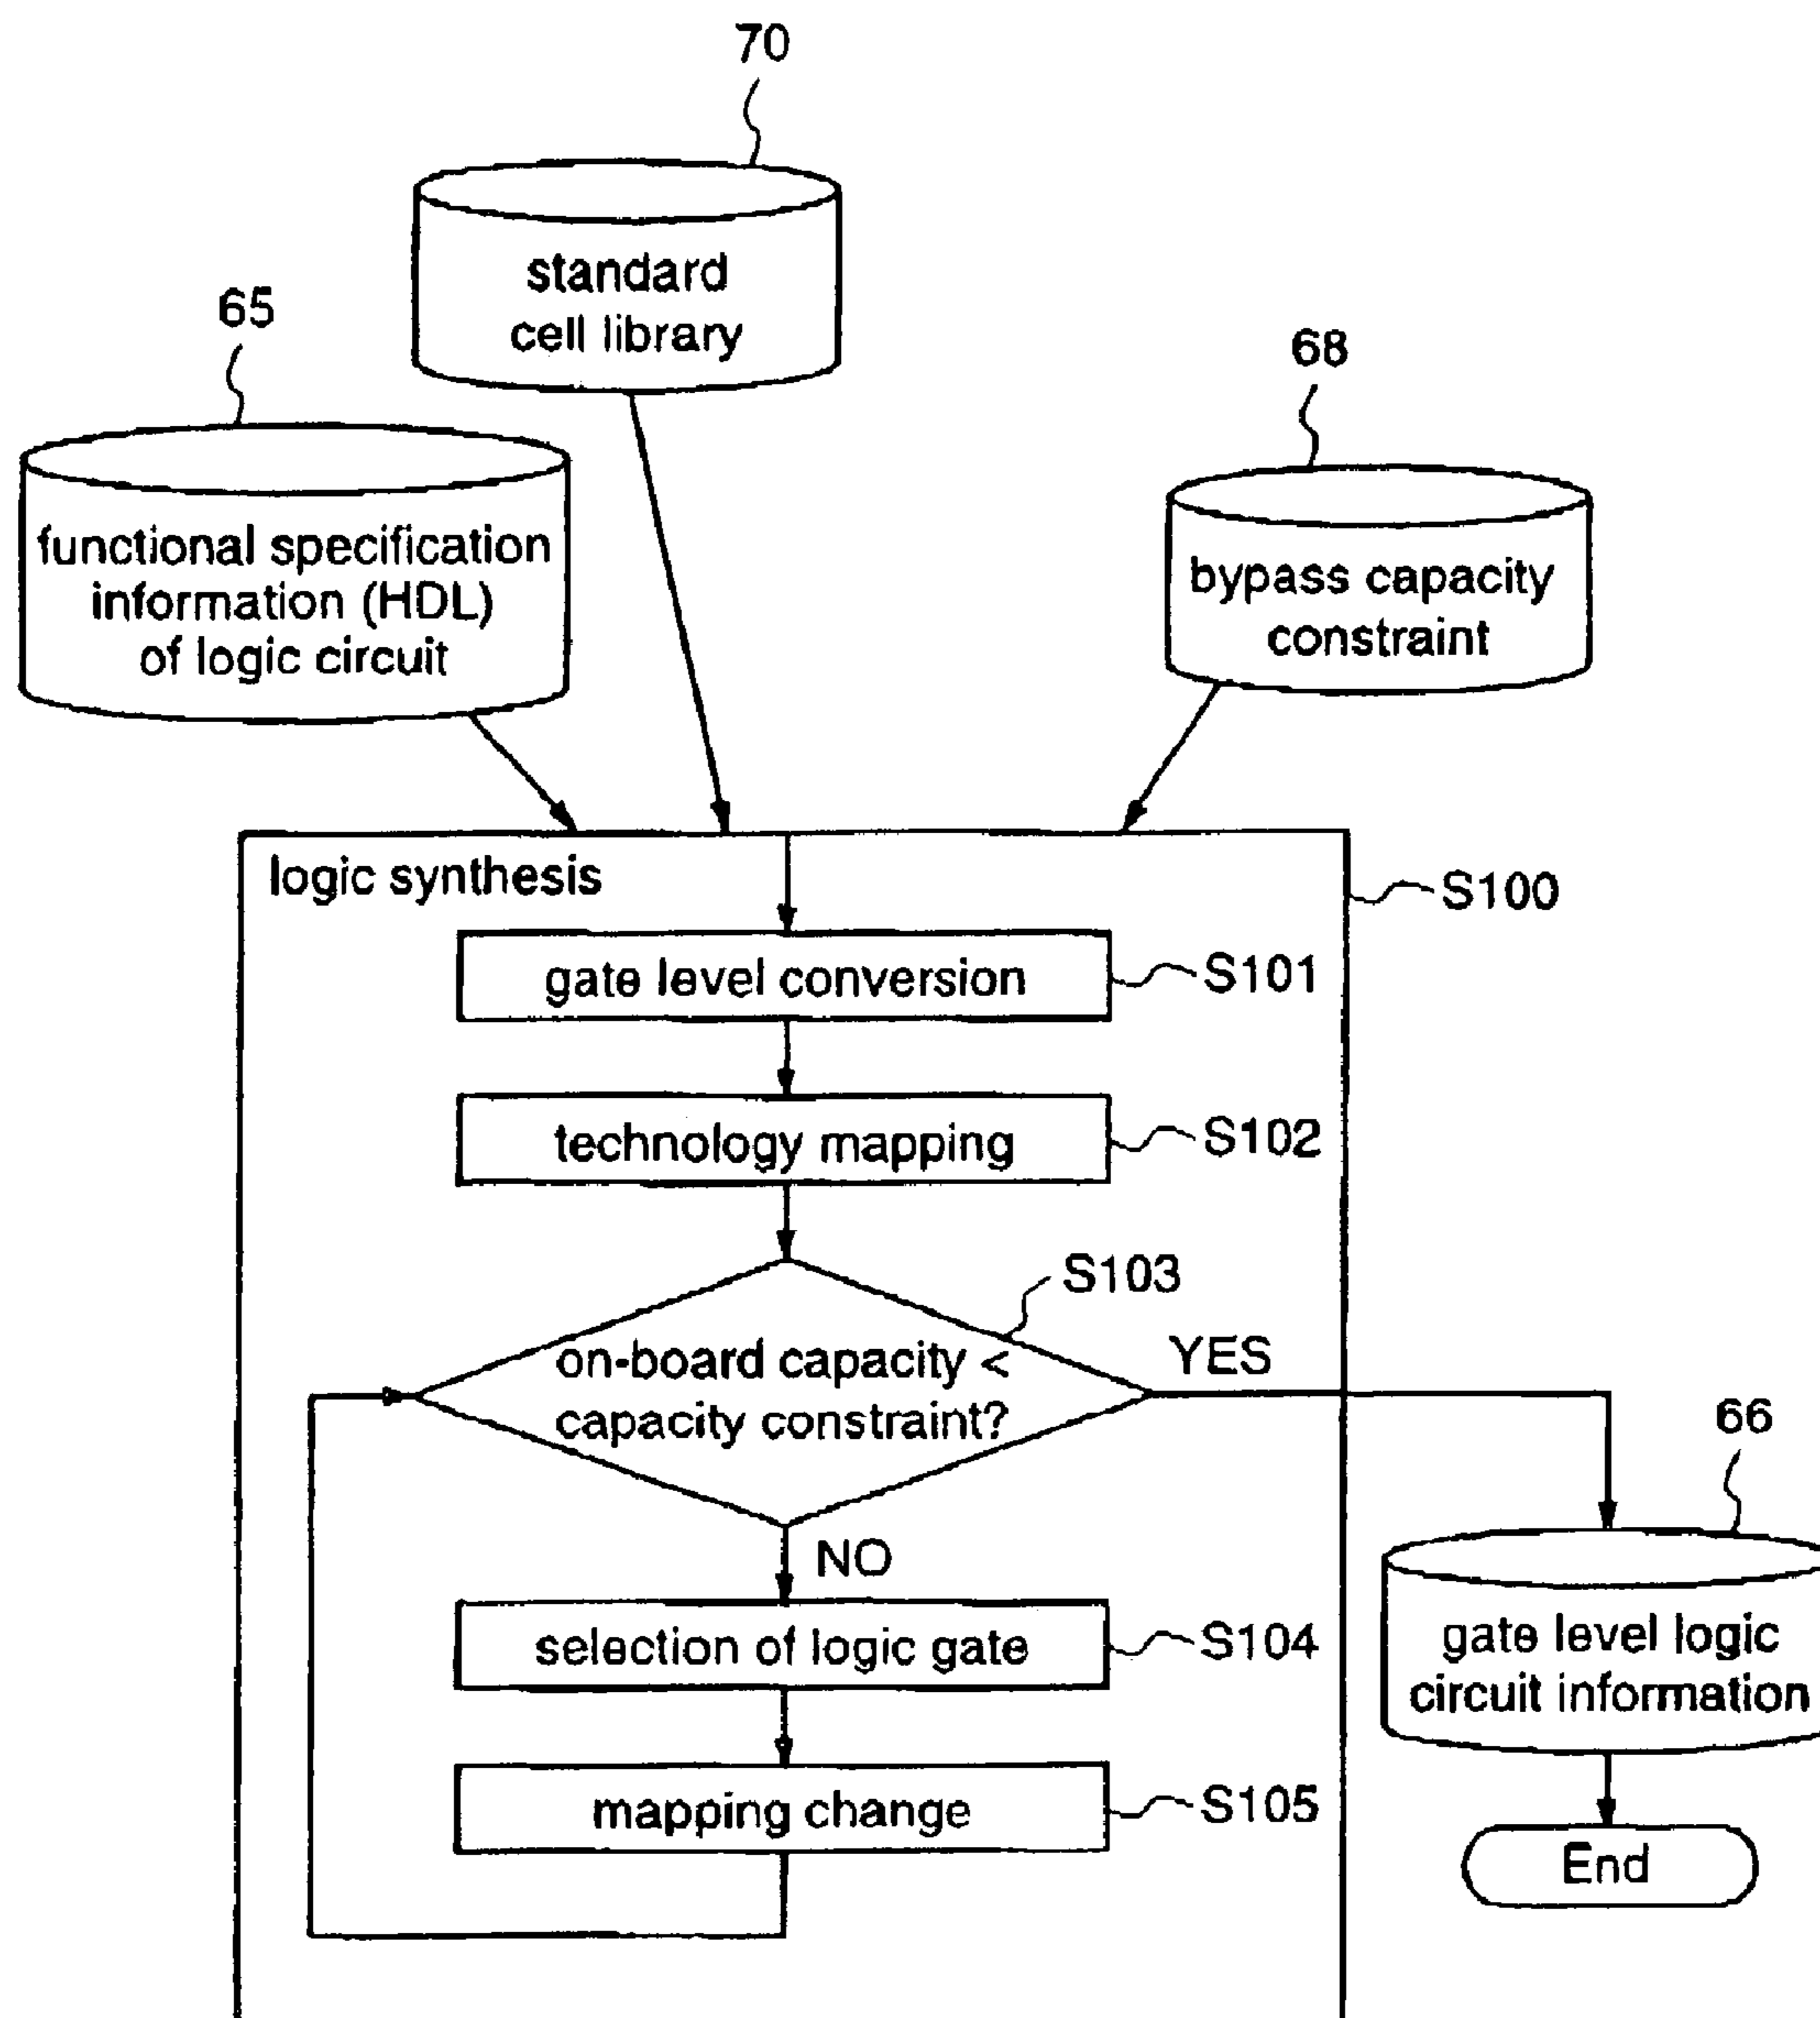 70
standard
cell library
65
functional specification
information (HDL)
of logic circuit
68
bypass capacity
constraint
logic synthesis
S100
gate level conversion
S101
technology mapping
S102
S103
on-board capacity <
capacity constraint?
YES
NO
66
gate level logic
circuit information
selection of logic gate
S104
mapping change
S105
End